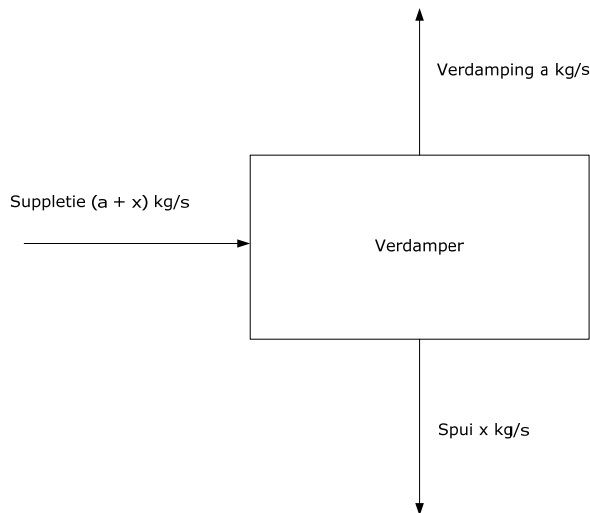 Verdamping a kg/s
Suppletie (a + x) kg/s
Verdamper
Spui x kg/s